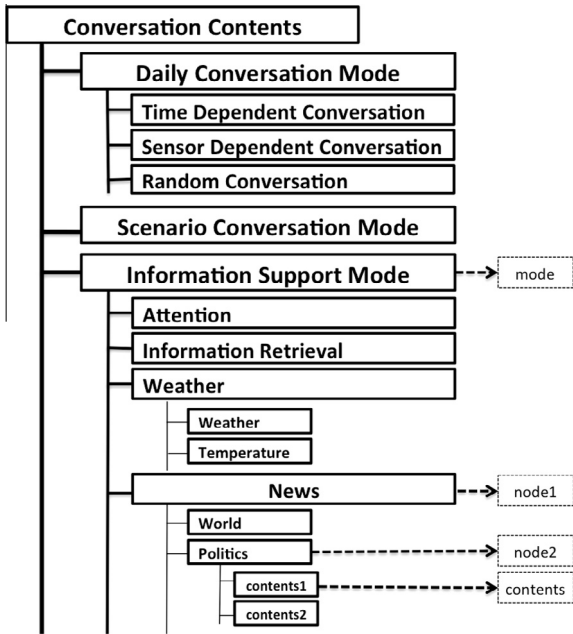 Conversation Contents
Daily Conversation Mode
Time Dependent Conversation
Sensor Dependent Conversation
Random Conversation
Scenario Conversation Mode
Information Support Mode
mode
Attention
Information Retrieval
Weather
Weather
Temperature
News
node1
World
Politics
node2
contents1
contents
contents2